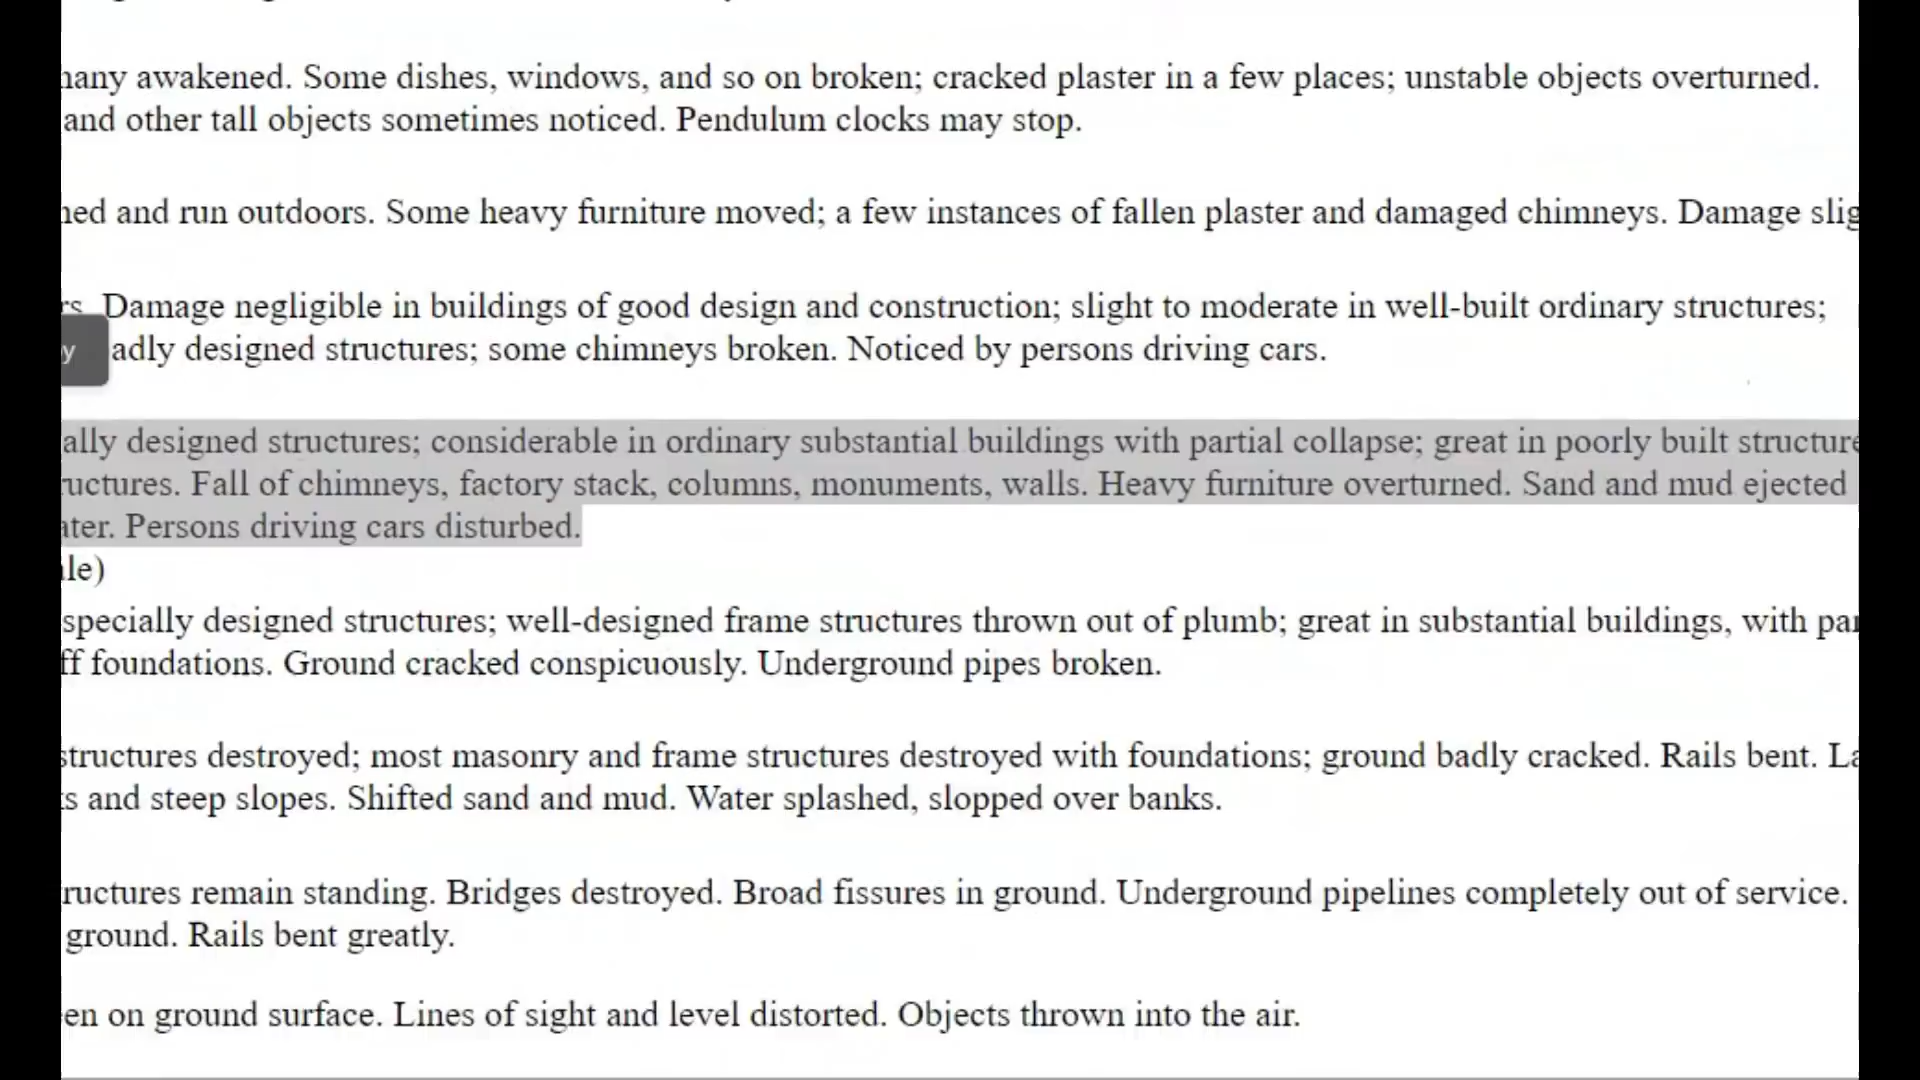 many awakened. Some dishes, windows, and so on broken; cracked plaster in a few places; unstable objects overturned.
and other tall objects sometimes noticed. Pendulum clocks may stop.
and run outdoors. Some heavy furniture moved; a few instances of fallen plaster and damaged chimneys. Damage slig
rs. Damage negligible in buildings of good design and construction; slight to moderate in well-built ordinary structures;
y adly designed structures; some chimneys broken. Noticed by persons driving cars.
ally designed structures; considerable in ordinary substantial buildings with partial collapse; great in poorly built structure
ructures. Fall of chimneys, factory stack, columns, monuments, walls. Heavy furniture overturned. Sand and mud ejected
ater. Persons driving cars disturbed.
le)
specially designed structures; well-designed frame structures thrown out of plumb; great in substantial buildings, with par
ff foundations. Ground cracked conspicuously. Underground pipes broken.
structures destroyed; most masonry and frame structures destroyed with foundations; ground badly cracked. Rails bent. La
s and steep slopes. Shifted sand and mud. Water splashed, slopped over banks.
ructures remain standing. Bridges destroyed. Broad fissures in ground. Underground pipelines completely out of service.
ground. Rails bent greatly.
en on ground surface. Lines of sight and level distorted. Objects thrown into the air.